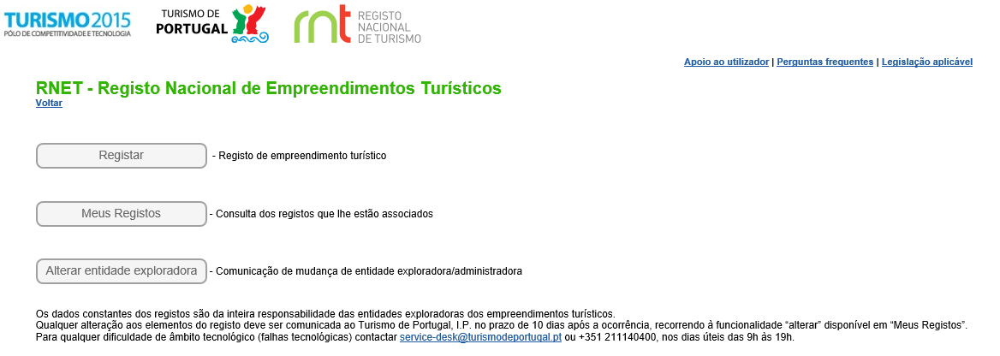 TURISMO2015
PÓLO DE COMPETITIVIDADE E TECNOLOGIA
TURISMO DE
PORTUGAL
rnt
REGISTO
NACIONAL
DE TURISMO
Apoio ao utilizador | Perguntas frequentes | Legislação aplicável
RNET - Registo Nacional de Empreendimentos Turísticos
Voltar
Registar - Registo de empreendimento turístico
Meus Registos - Consulta dos registos que lhe estão associados
Alterar entidade exploradora - Comunicação de mudança de entidade exploradora/administradora
Os dados constantes dos registos são da inteira responsabilidade das entidades exploradoras dos empreendimentos turísticos.
Qualquer alteração aos elementos do registo deve ser comunicada ao Turismo de Portugal, I.P. no prazo de 10 dias após a ocorrência, recorrendo à funcionalidade “alterar” disponível em “Meus Registos”.
Para qualquer dificuldade de âmbito tecnológico (falhas tecnológicas) contactar service-desk@turismodeportugal.pt ou +351 211140400, nos dias úteis das 9h às 19h.